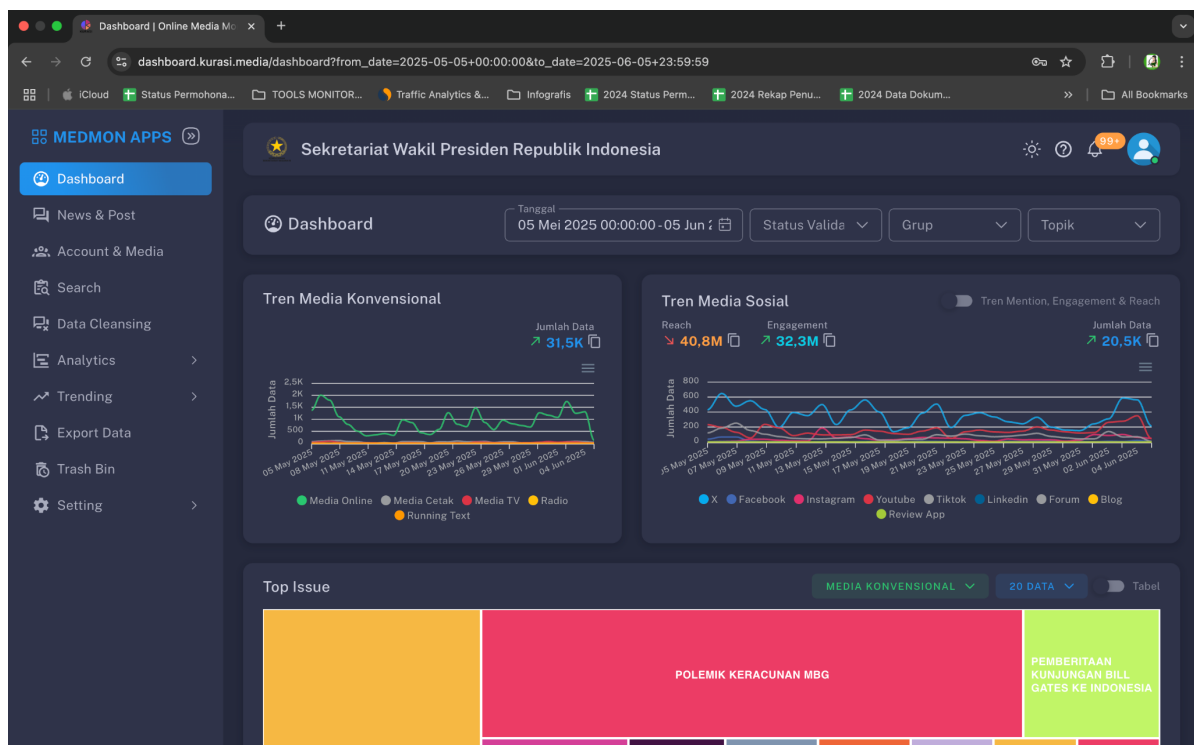 Dashboard | Online Media Mo
dashboard.kurasi.media/dashboard?from_date=2025-05-05+00:00:00&to_date=2025-06-05+23:59:59
iCloud
Status Permohona...
TOOLS MONITOR...
Traffic Analytics &...
Infografis
2024 Status Perm...
2024 Rekap Penu...
2024 Data Dokum...
All Bookmarks
MEDMON APPS
Dashboard
News & Post
Account & Media
Search
Data Cleansing
Analytics
Trending
Export Data
Trash Bin
Setting
Sekretariat Wakil Presiden Republik Indonesia
99+
Dashboard
Tanggal
05 Mei 2025 00:00:00 - 05 Jun 2
Status Valida
Grup
Topik
Tren Media Konvensional
Jumlah Data
31,5K
Jumlah Data
2,5K
2K
1,5K
1K
500
0
05 May 2025
08 May 2025
11 May 2025
14 May 2025
17 May 2025
20 May 2025
23 May 2025
26 May 2025
29 May 2025
01 Jun 2025
04 Jun 2025
Media Online
Media Cetak
Media TV
Radio
Running Text
Tren Media Sosial
Tren Mention, Engagement & Reach
Reach
40,8M
Engagement
32,3M
Jumlah Data
20,5K
Jumlah Data
800
600
400
200
0
05 May 2025
07 May 2025
09 May 2025
11 May 2025
13 May 2025
15 May 2025
17 May 2025
19 May 2025
21 May 2025
23 May 2025
25 May 2025
27 May 2025
29 May 2025
31 May 2025
02 Jun 2025
04 Jun 2025
X
Facebook
Instagram
Youtube
Tiktok
Linkedin
Forum
Blog
Review App
Top Issue
MEDIA KONVENSIONAL
20 DATA
Tabel
POLEMIK KERACUNAN MBG
PEMBERITAAN
KUNJUNGAN BILL
GATES KE INDONESIA